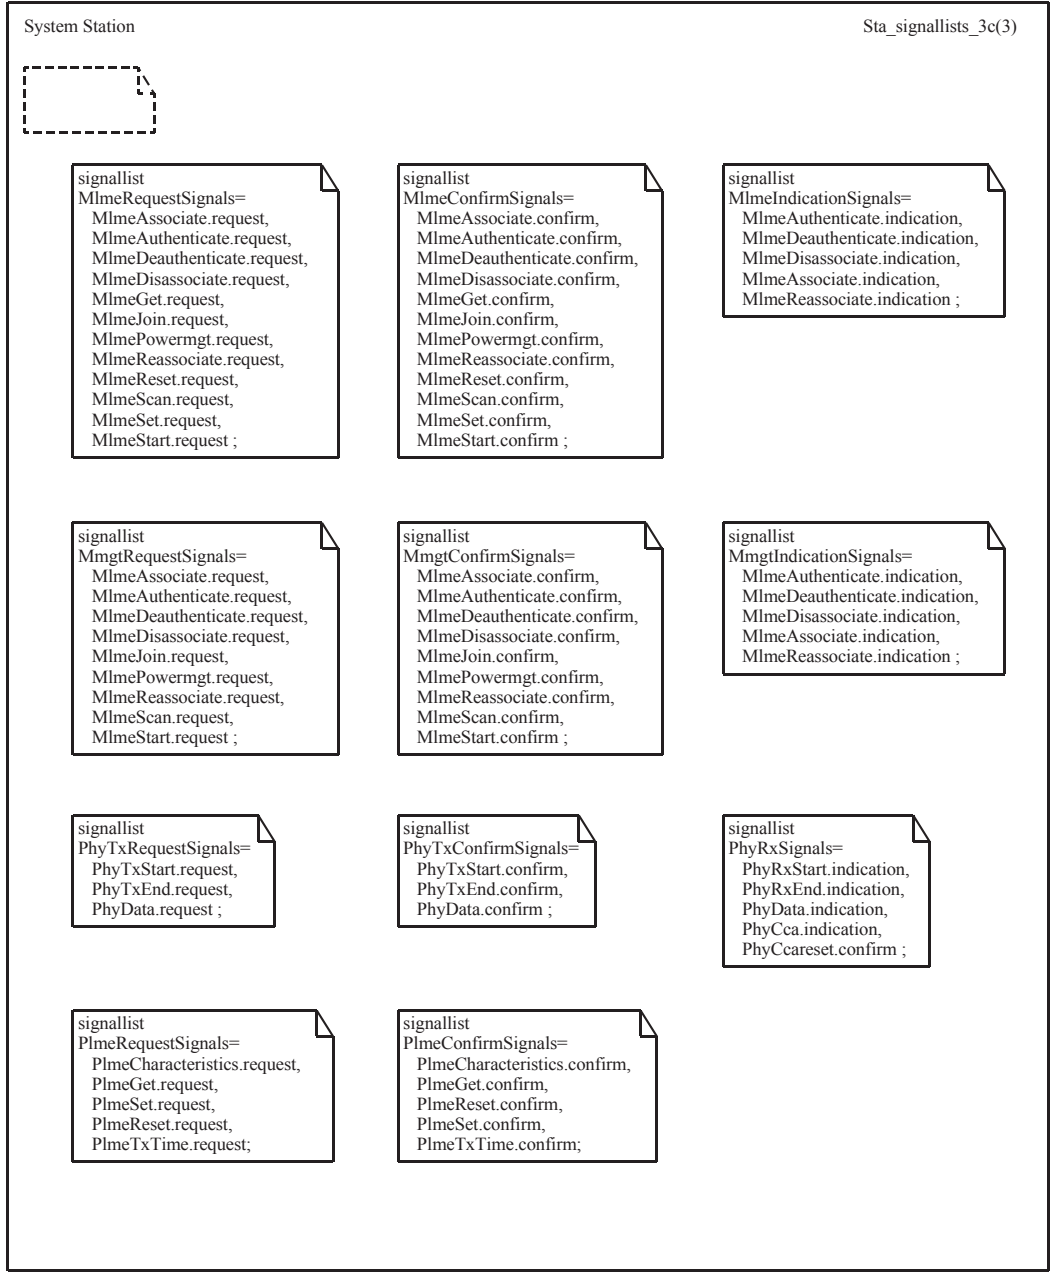 System Station
Sta_signallists_3c(3)
signallist
MlmeRequestSignals=
MlmeAssociate.request,
MlmeAuthenticate.request,
MlmeDeauthenticate.request,
MlmeDisassociate.request,
MlmeGet.request,
MlmeJoin.request,
MlmePowermgt.request,
MlmeReassociate.request,
MlmeReset.request,
MlmeScan.request,
MlmeSet.request,
MlmeStart.request ;
signallist
MlmeConfirmSignals=
MlmeAssociate.confirm,
MlmeAuthenticate.confirm,
MlmeDeauthenticate.confirm,
MlmeDisassociate.confirm,
MlmeGet.confirm,
MlmeJoin.confirm,
MlmePowermgt.confirm,
MlmeReassociate.confirm,
MlmeReset.confirm,
MlmeScan.confirm,
MlmeSet.confirm,
MlmeStart.confirm ;
signallist
MlmeIndicationSignals=
MlmeAuthenticate.indication,
MlmeDeauthenticate.indication,
MlmeDisassociate.indication,
MlmeAssociate.indication,
MlmeReassociate.indication ;
signallist
MmgtRequestSignals=
MlmeAssociate.request,
MlmeAuthenticate.request,
MlmeDeauthenticate.request,
MlmeDisassociate.request,
MlmeJoin.request,
MlmePowermgt.request,
MlmeReassociate.request,
MlmeScan.request,
MlmeStart.request ;
signallist
MmgtConfirmSignals=
MlmeAssociate.confirm,
MlmeAuthenticate.confirm,
MlmeDeauthenticate.confirm,
MlmeDisassociate.confirm,
MlmeJoin.confirm,
MlmePowermgt.confirm,
MlmeReassociate.confirm,
MlmeScan.confirm,
MlmeStart.confirm ;
signallist
MmgtIndicationSignals=
MlmeAuthenticate.indication,
MlmeDeauthenticate.indication,
MlmeDisassociate.indication,
MlmeAssociate.indication,
MlmeReassociate.indication ;
signallist
PhyTxRequestSignals=
PhyTxStart.request,
PhyTxEnd.request,
PhyData.request ;
signallist
PhyTxConfirmSignals=
PhyTxStart.confirm,
PhyTxEnd.confirm,
PhyData.confirm ;
signallist
PhyRxSignals=
PhyRxStart.indication,
PhyRxEnd.indication,
PhyData.indication,
PhyCca.indication,
PhyCcareset.confirm ;
signallist
PlmeRequestSignals=
PlmeCharacteristics.request,
PlmeGet.request,
PlmeSet.request,
PlmeReset.request,
PlmeTxTime.request;
signallist
PlmeConfirmSignals=
PlmeCharacteristics.confirm,
PlmeGet.confirm,
PlmeReset.confirm,
PlmeSet.confirm,
PlmeTxTime.confirm;